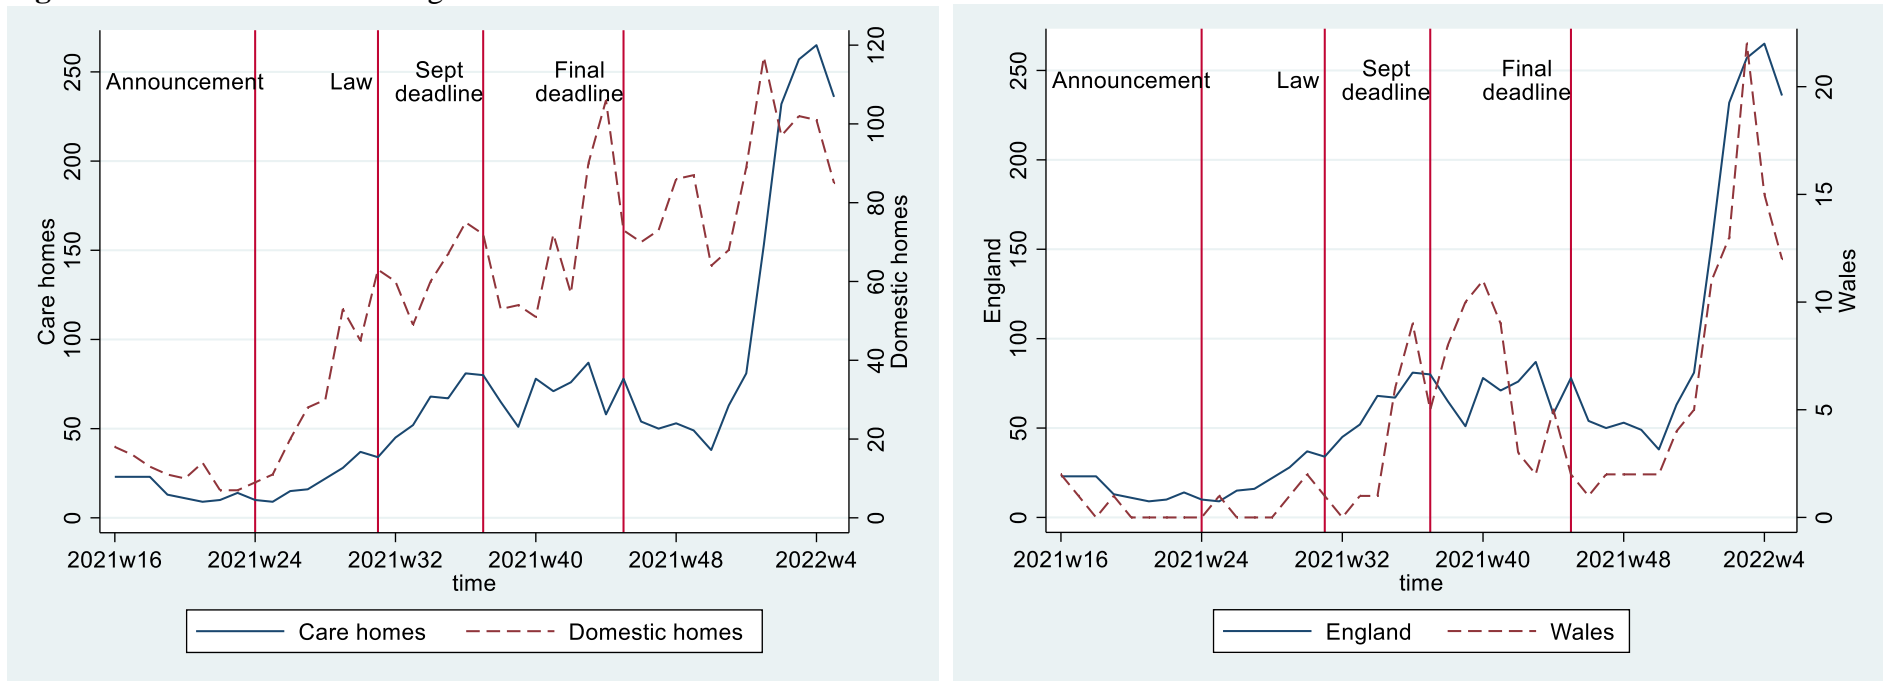 Announcement
Law
Sept
deadline
Final
deadline
Care homes
0
50
100
150
200
250
Domestic homes
0
20
40
60
80
100
120
2021w16
2021w24
2021w32
2021w40
2021w48
2022w4
time
Care homes
Domestic homes
Announcement
Law
Sept
deadline
Final
deadline
England
0
50
100
150
200
250
Wales
0
5
10
15
20
2021w16
2021w24
2021w32
2021w40
2021w48
2022w4
time
England
Wales